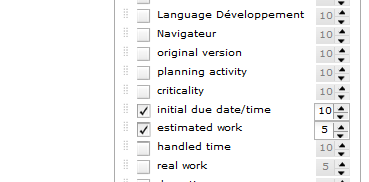 Language Développement 10
Navigateur 10
original version 10
planning activity 10
criticality 10
initial due date/time 10
estimated work 5
handled time 10
real work 5